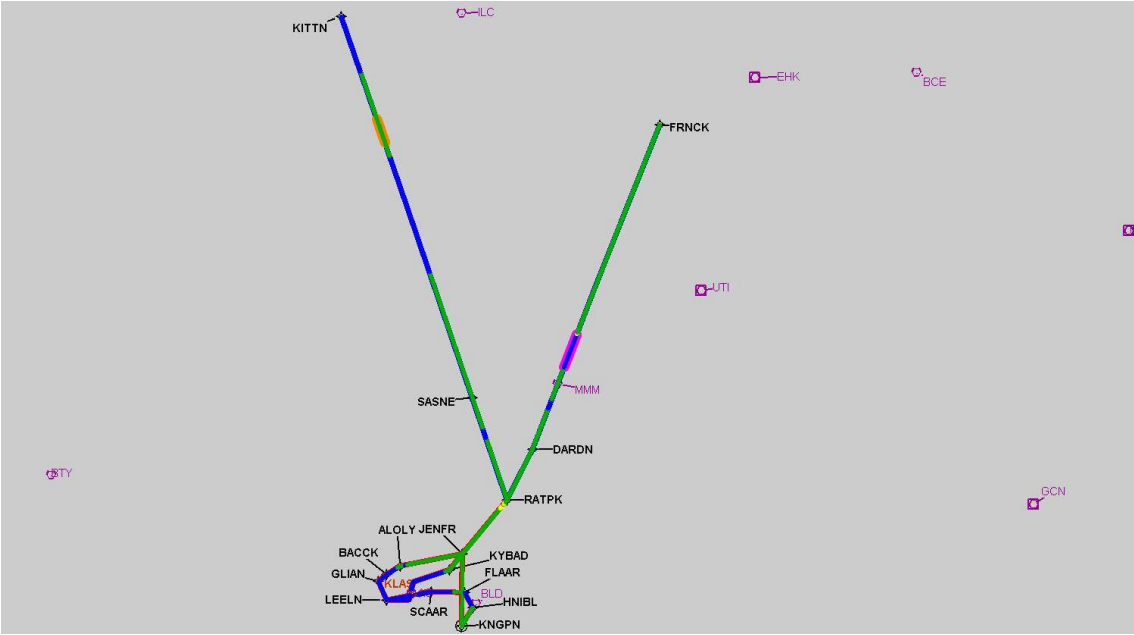 ILC
KITTN
EHK
BCE
FRNCK
UTI
MMM
SASNE
DARDN
BTY
GCN
RATPK
ALOLY
JENFR
BACCK
KYBAD
GLIAN
FLAAR
KLAS
LEELN
BLD
HNIBL
SCAAR
KNGPN